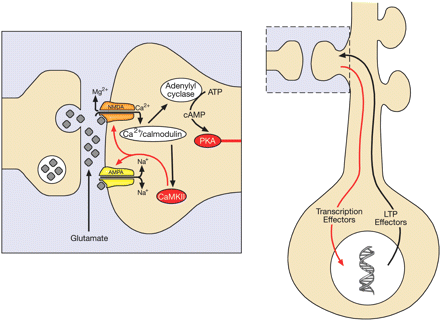 Mg2+
NMDA
Ca2+
Adenylyl
cyclase
ATP
cAMP
Ca2+/calmodulin
PKA
Na+
AMPA
Na+
CaMKII
Glutamate
Transcription
Effectors
LTP
Effectors